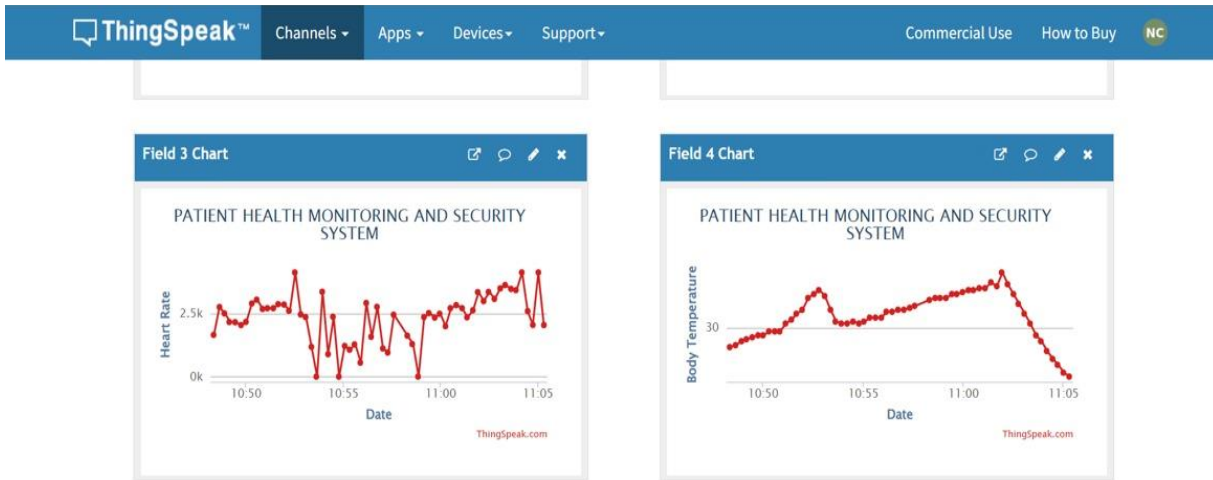 ThingSpeak™ Channels Apps Devices Support Commercial Use How to Buy NC
Field 3 Chart
PATIENT HEALTH MONITORING AND SECURITY
SYSTEM
Heart Rate
2.5k
0k
10:50 10:55 11:00 11:05
Date
ThingSpeak.com
Field 4 Chart
PATIENT HEALTH MONITORING AND SECURITY
SYSTEM
Body Temperature
30
10:50 10:55 11:00 11:05
Date
ThingSpeak.com